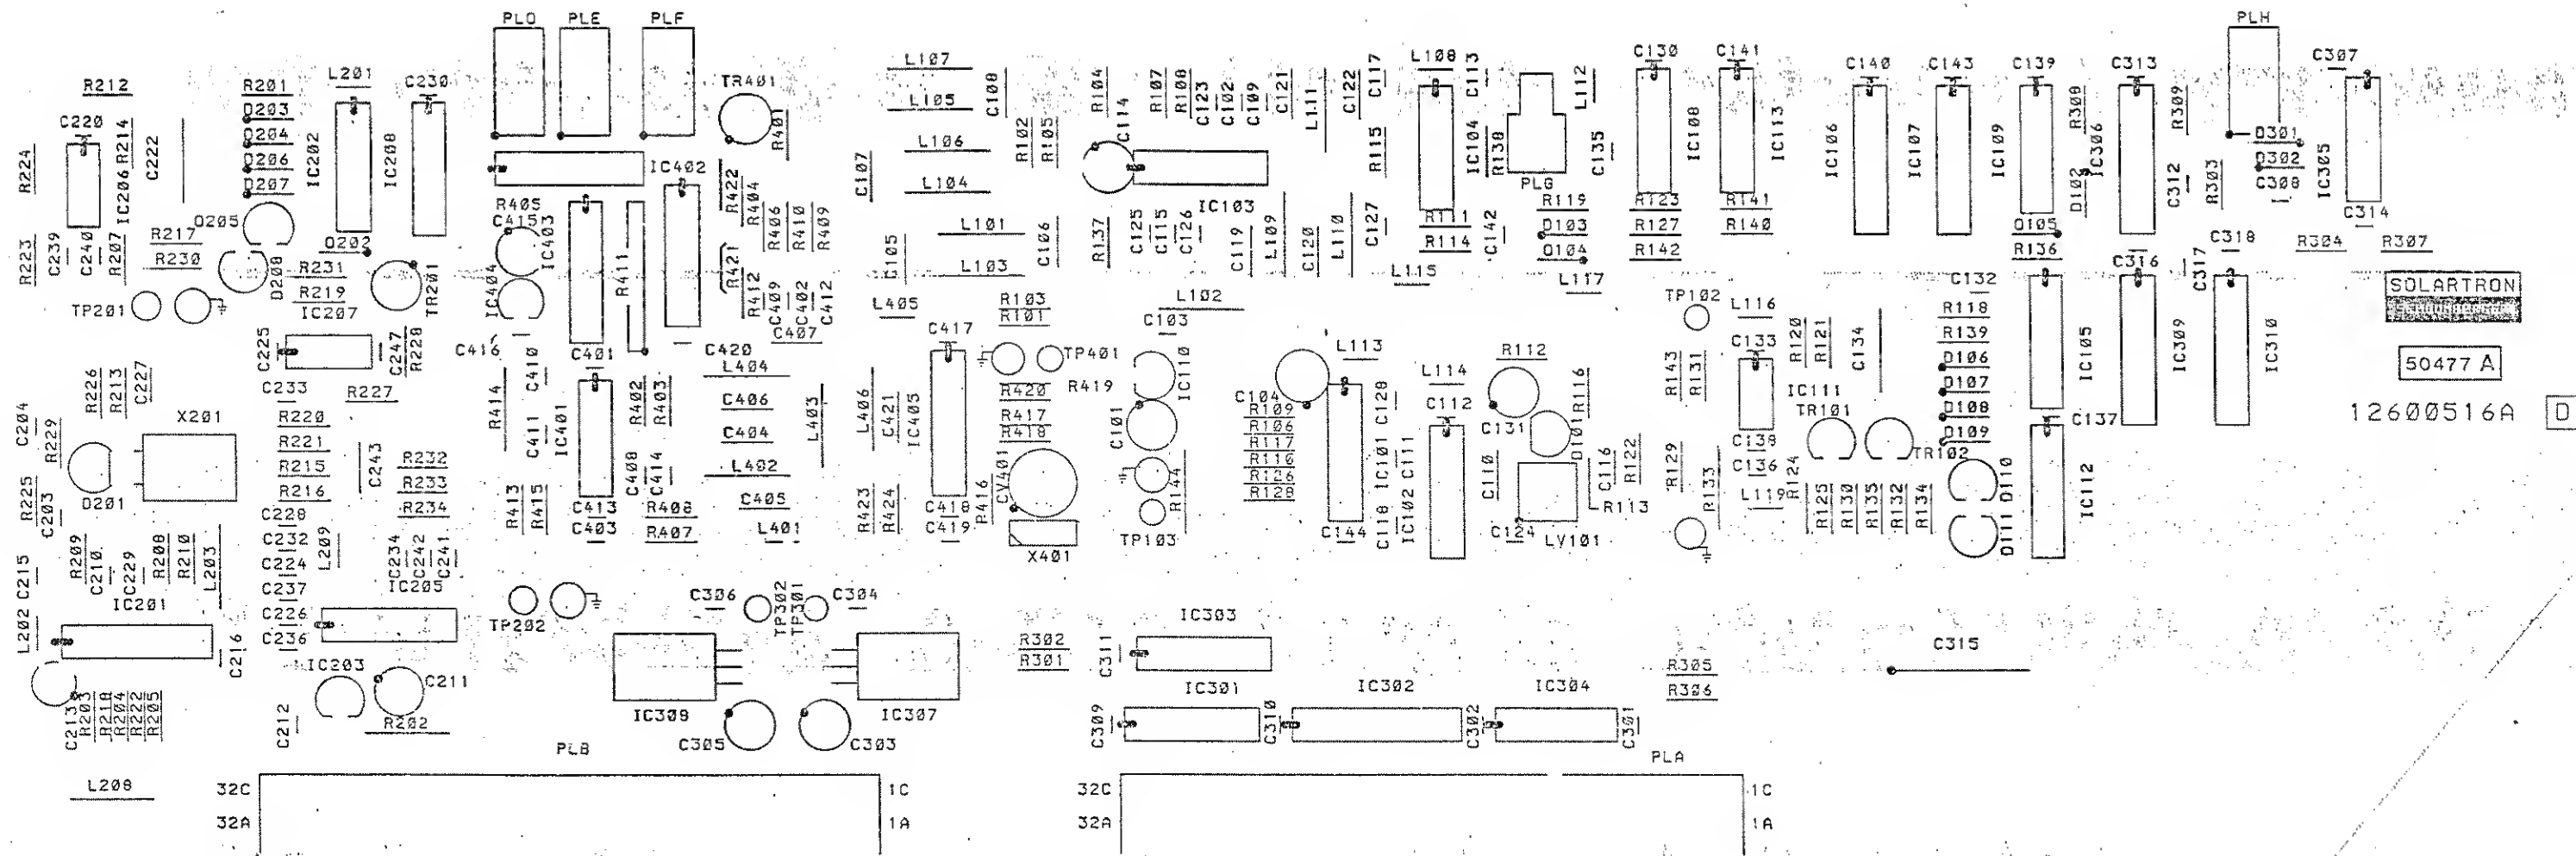 PLD PLE PLF PLH
L107 L108 C130 C141 C307
R212 R201 L201 C230 TR401 C108 R104 R107 R108 C123 C102 C109 C121 L111 C122 C117 C113 L112 C140 C143 C139 C313
D203 L105 C114 R401 R308 R309
C220 R214 C222 D204 IC202 IC208 L106 R102 R105 R115 IC104 R138 C135 IC108 IC113 IC106 IC107 IC109 IC306 D301
R224 IC206 D206 IC402 R422 R404 C107 PLG D102 C312 R303 D302 IC305
D207 L104 C308
D205 R405 C415 IC403 R406 R410 R409 IC103 R119 R123 R141 C314
R217 L101 C106 R137 C125 C115 C126 C119 L109 C120 L110 C127 R111 C142 D103 R127 R140 D105
R223 C239 C240 R207 R230 D202 R421 C105 R114 D104 R142 R136 C318 R304 R307
D208 R231 TR201 IC404 R411 R412 L103 L115 L117 C316 C317
R219 C409 C402 C412 L405 R103 L102 TP102 L116 C132 SOLARTRON
TP201 IC207 R101 R118
C225 C247 R228 C416 C410 C401 C407 C417 C103 L113 R112 C133 R120 R121 C134 R139 IC105 IC309 IC310
C420 TP401 IC110 50477 A
R226 R213 C227 C233 R227 R414 L404 R419 L114 R116 R143 R131 D106
X201 R220 R402 R403 C406 L403 L406 C421 IC405 R420 C104 C128 C112 IC111 D107 12600516A D
C204 R229 R221 C411 IC401 C404 R417 C101 R109 C131 TR101 D108 C137
R418 R106 D101 C138 D109
R215 C243 R232 C408 C414 L402 CV401 R117 IC101 C111 C110 C116 R122 R129 C136 R124 TR102 D110
R225 C203 D201 R216 R233 C405 R416 R144 R110 R133 L119 IC112
R234 R413 R415 R423 R424 R126 R113 R125 R130 R135 R132 R134
C228 C413 R408 C418 R128
C232 L209 C403 R407 L401 C419 TP103 C144 C118 IC102 C124 LV101 D111
C215 R209 C210 C229 R208 R210 L203 C224 C234 C242 C241 X401
C237 IC205
L202 IC201 C226 TP202 C306 TP302 TP301 C304 IC303
C216 C236 R302 C311 C315
IC203 R301 R305
C213 R203 R218 R204 R222 R205 C211 IC301 IC302 IC304 R306
C212 R202 IC308 IC307 C309 C310 C302 C301
PLB C305 C303 PLA
L208 32C 1C 32C 1C
32A 1A 32A 1A